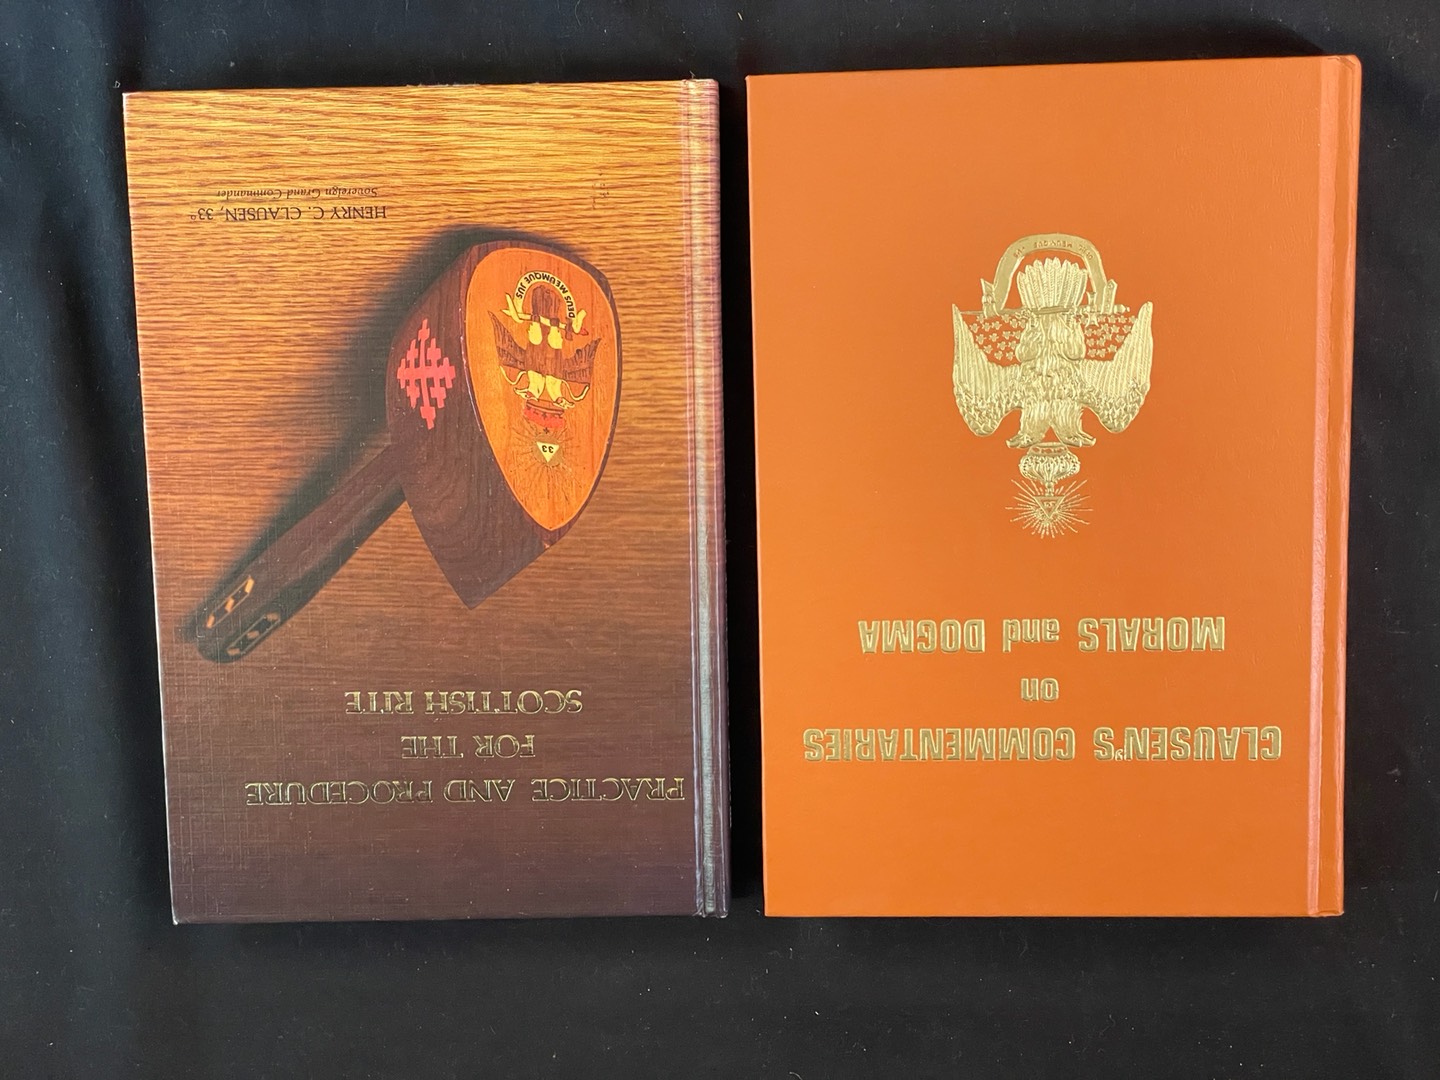 PRACTICE AND PROCEDURE
FOR THE
SCOTTISH RITE
33
DEUS MEUMQUE JUS
HENRY C. CLAUSEN, 33°
Sovereign Grand Commander
CLAUSEN'S COMMENTARIES
on
MORALS and DOGMA